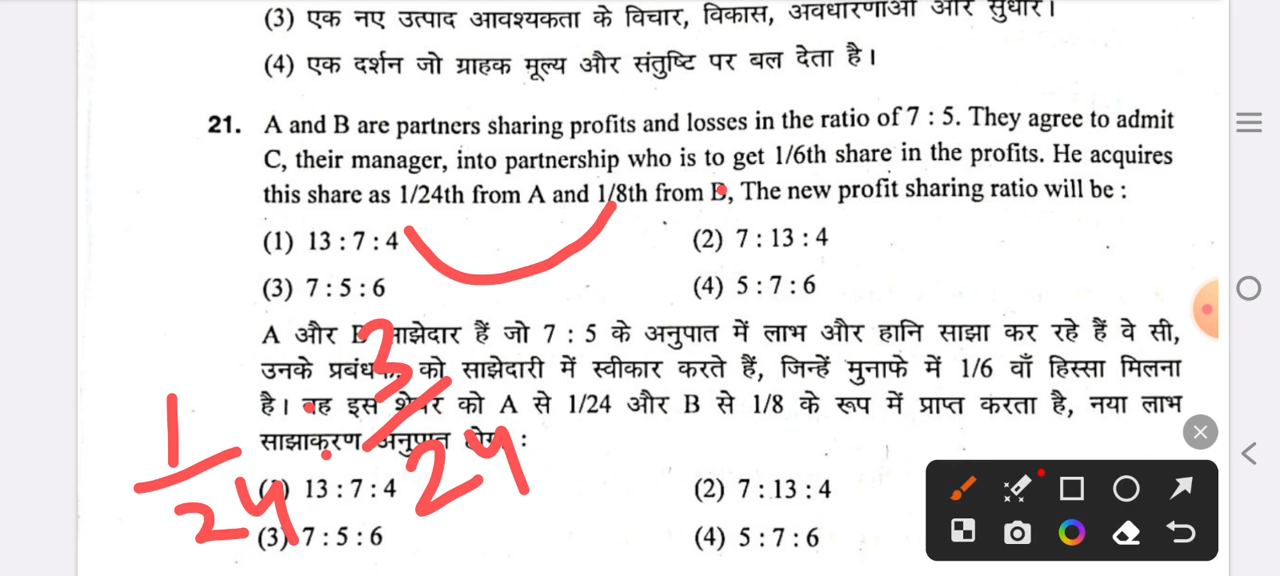 (3) एक नए उत्पाद आवश्यकता के विचार, विकास, अवधारणाओं और सुधार।
(4) एक दर्शन जो ग्राहक मूल्य और संतुष्टि पर बल देता है।
21. A and B are partners sharing profits and losses in the ratio of 7 : 5. They agree to admit
C, their manager, into partnership who is to get 1/6th share in the profits. He acquires
this share as 1/24th from A and 1/8th from B, The new profit sharing ratio will be :
(1) 13 : 7 : 4 (2) 7 : 13 : 4
(3) 7 : 5 : 6 (4) 5 : 7 : 6
A और B साझेदार हैं जो 7 : 5 के अनुपात में लाभ और हानि साझा कर रहे हैं वे सी,
उनके प्रबंधक को साझेदारी में स्वीकार करते हैं, जिन्हें मुनाफे में 1/6 वाँ हिस्सा मिलना
है। वह इस शेयर को A से 1/24 और B से 1/8 के रूप में प्राप्त करता है, नया लाभ
साझाकरण अनुपात होगा :
(1) 13 : 7 : 4 (2) 7 : 13 : 4
(3) 7 : 5 : 6 (4) 5 : 7 : 6
1/24 3/24